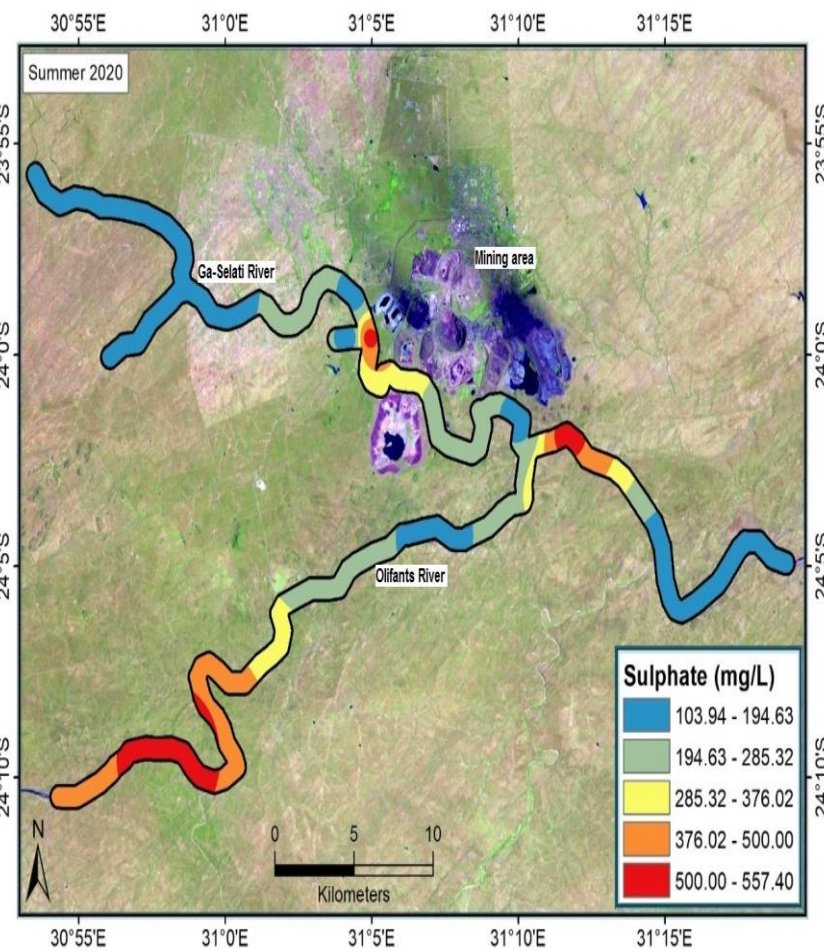 30°55'E 31°0'E 31°5'E 31°10'E 31°15'E
Summer 2020
23°55'S 23°55'S
Mining area
Ga-Selati River
24°0'S 24°0'S
24°5'S 24°5'S
Olifants River
Sulphate (mg/L)
103.94 - 194.63
194.63 - 285.32
285.32 - 376.02
376.02 - 500.00
500.00 - 557.40
24°10'S 24°10'S
N
0 5 10
Kilometers
30°55'E 31°0'E 31°5'E 31°10'E 31°15'E